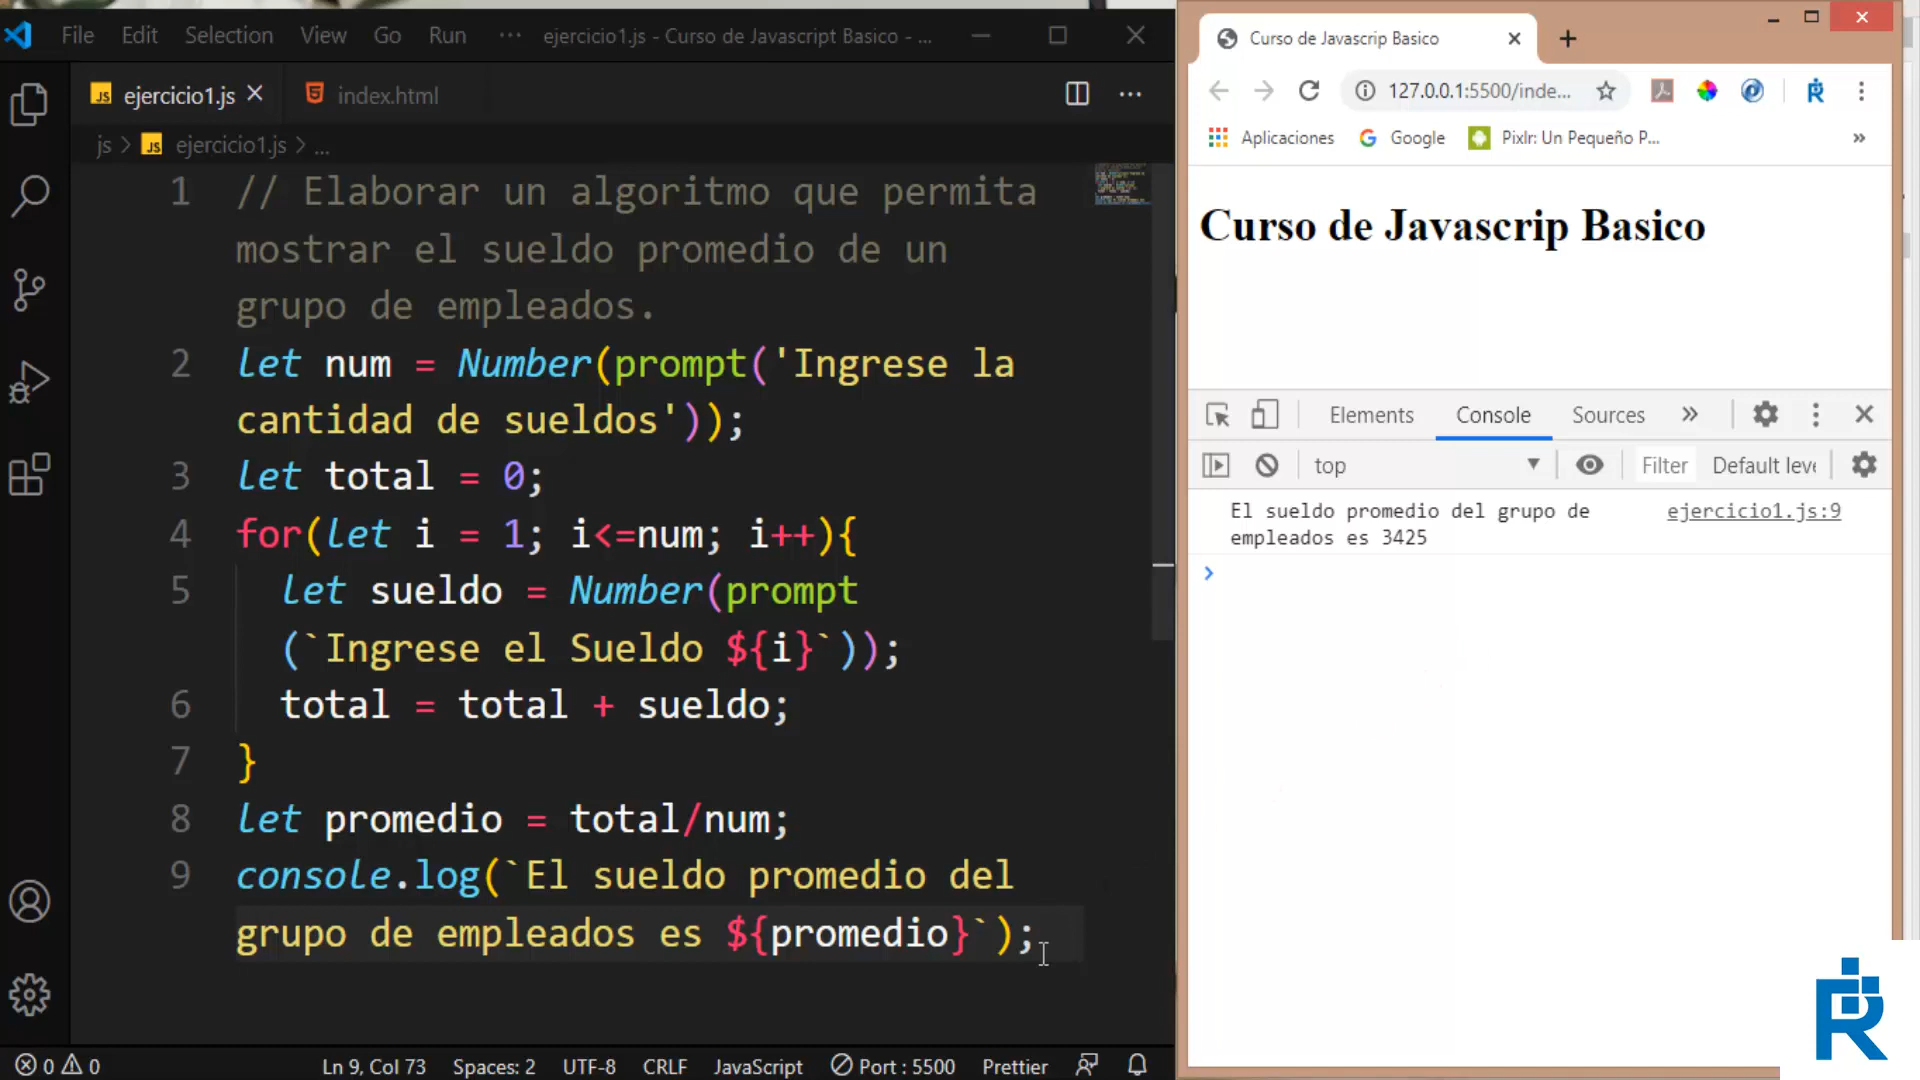 File Edit Selection View Go Run ··· ejercicio1.js - Curso de Javascript Basico - ...
JS ejercicio1.js index.html
js > JS ejercicio1.js > ...
1 // Elaborar un algoritmo que permita
mostrar el sueldo promedio de un
grupo de empleados.
2 let num = Number(prompt('Ingrese la
cantidad de sueldos'));
3 let total = 0;
4 for(let i = 1; i<=num; i++){
5 let sueldo = Number(prompt
(`Ingrese el Sueldo ${i}`));
6 total = total + sueldo;
7 }
8 let promedio = total/num;
9 console.log(`El sueldo promedio del
grupo de empleados es ${promedio}`);
0 0 Ln 9, Col 73 Spaces: 2 UTF-8 CRLF JavaScript Port : 5500 Prettier
Curso de Javascrip Basico
127.0.0.1:5500/inde...
Aplicaciones Google Pixlr: Un Pequeño P... »
Curso de Javascrip Basico
Elements Console Sources »
top Filter Default leve
El sueldo promedio del grupo de ejercicio1.js:9
empleados es 3425